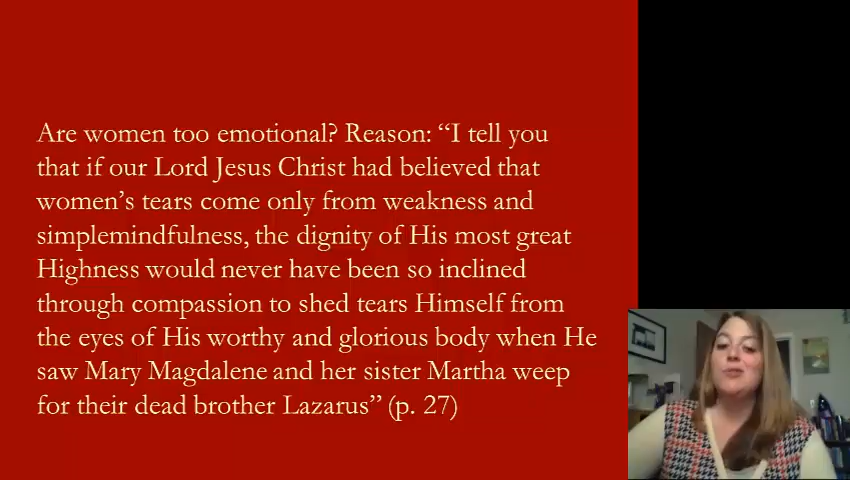 Are women too emotional? Reason: “I tell you
that if our Lord Jesus Christ had believed that
women’s tears come only from weakness and
simplemindfulness, the dignity of His most great
Highness would never have been so inclined
through compassion to shed tears Himself from
the eyes of His worthy and glorious body when He
saw Mary Magdalene and her sister Martha weep
for their dead brother Lazarus” (p. 27)